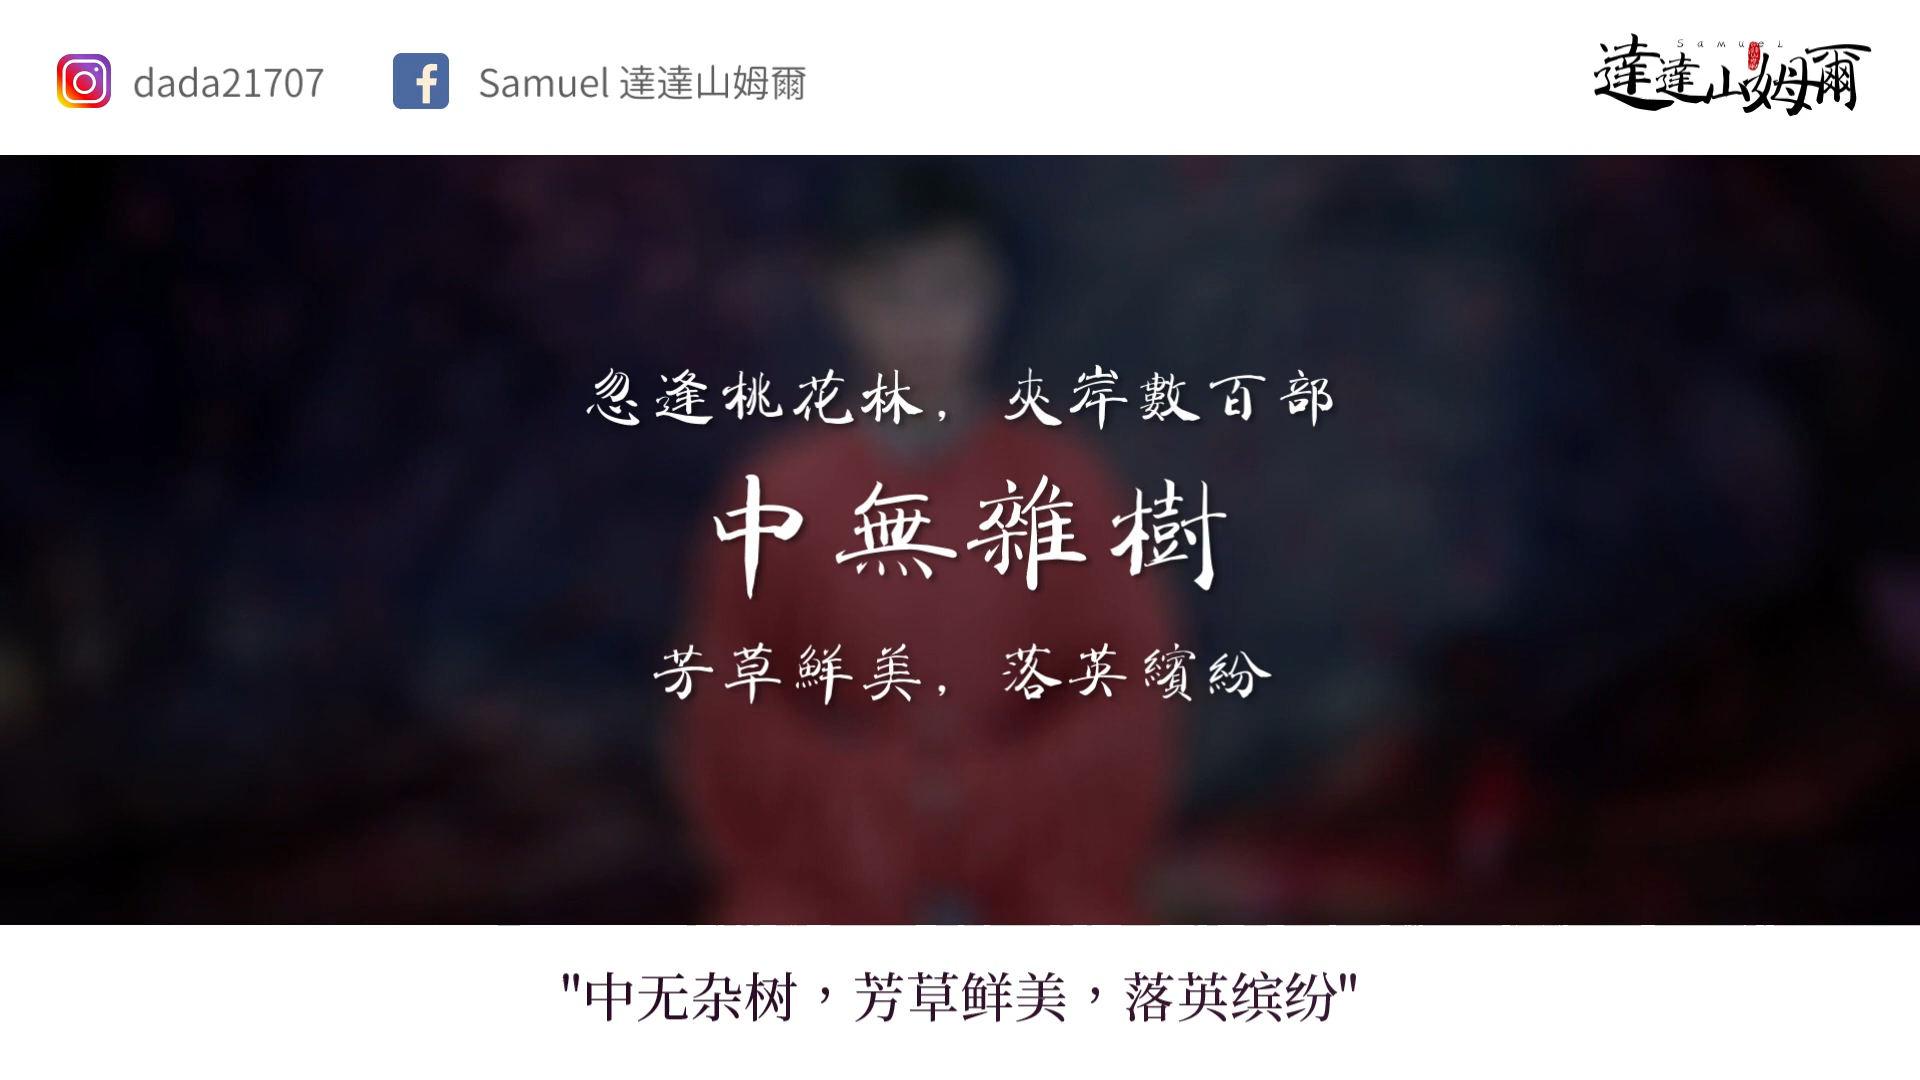 dada21707
Samuel 達達山姆爾
Samuel
達達山姆爾
忽逢桃花林，夾岸數百部
中無雜樹
芳草鮮美，落英繽紛
"中无杂树，芳草鲜美，落英缤纷"